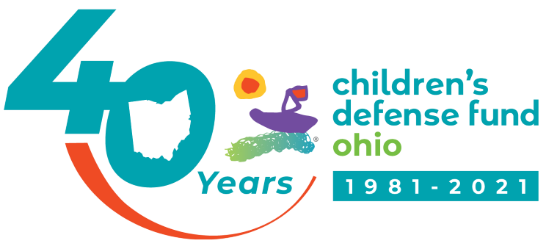 40
Years
children's
defense fund
ohio
®
1981-2021